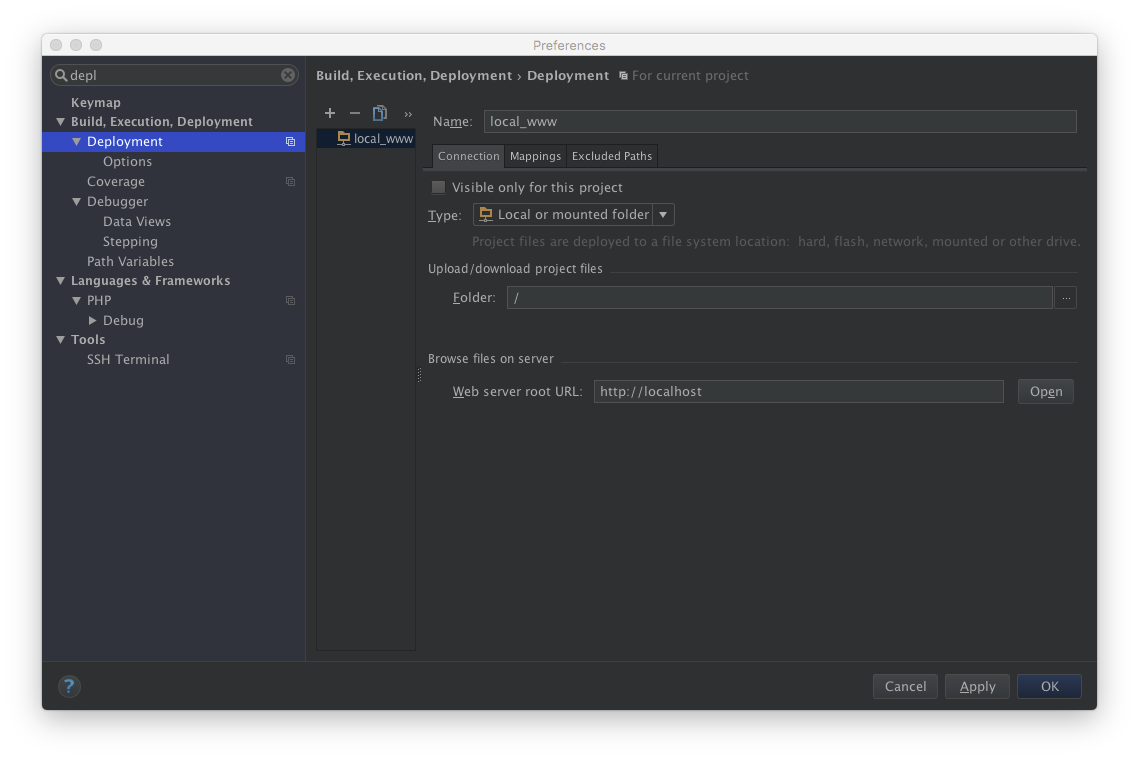 Preferences
depl
Keymap
Build, Execution, Deployment
Deployment
Options
Coverage
Debugger
Data Views
Stepping
Path Variables
Languages & Frameworks
PHP
Debug
Tools
SSH Terminal
Build, Execution, Deployment › Deployment For current project
+ − »
local_www
Name: local_www
Connection Mappings Excluded Paths
Visible only for this project
Type: Local or mounted folder
Project files are deployed to a file system location: hard, flash, network, mounted or other drive.
Upload/download project files
Folder: / ...
Browse files on server
Web server root URL: http://localhost Open
? Cancel Apply OK